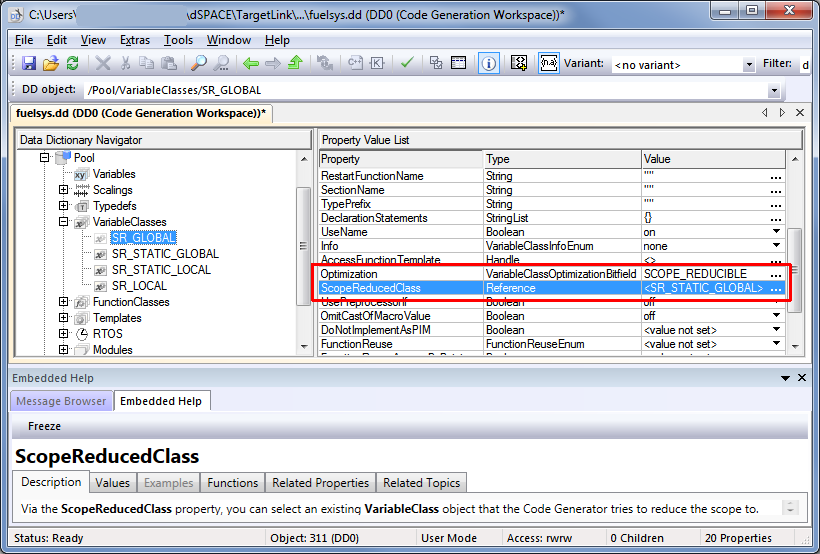 C:\Users\ \dSPACE\TargetLink\...\fuelsys.dd (DD0 (Code Generation Workspace))*
File Edit View Extras Tools Window Help
Variant: <no variant> Filter: d
DD object: /Pool/VariableClasses/SR_GLOBAL
fuelsys.dd (DD0 (Code Generation Workspace))*
Data Dictionary Navigator
Pool
Variables
Scalings
Typedefs
VariableClasses
SR_GLOBAL
SR_STATIC_GLOBAL
SR_STATIC_LOCAL
SR_LOCAL
FunctionClasses
Templates
RTOS
Modules
Property Value List
Property Type Value
RestartFunctionName String "" ...
SectionName String "" ...
TypePrefix String "" ...
DeclarationStatements StringList {} ...
UseName Boolean on
Info VariableClassInfoEnum none
AccessFunctionTemplate Handle <> ...
Optimization VariableClassOptimizationBitfield SCOPE_REDUCIBLE ...
ScopeReducedClass Reference <SR_STATIC_GLOBAL> ...
UsePreprocessorIf Boolean off
OmitCastOfMacroValue Boolean off
DoNotImplementAsPIM Boolean <value not set>
FunctionReuse FunctionReuseEnum <value not set>
Embedded Help
Message Browser Embedded Help
Freeze
ScopeReducedClass
Description Values Examples Functions Related Properties Related Topics
Via the ScopeReducedClass property, you can select an existing VariableClass object that the Code Generator tries to reduce the scope to.
Status: Ready Object: 311 (DD0) User Mode Access: rwrw 0 Children 20 Properties